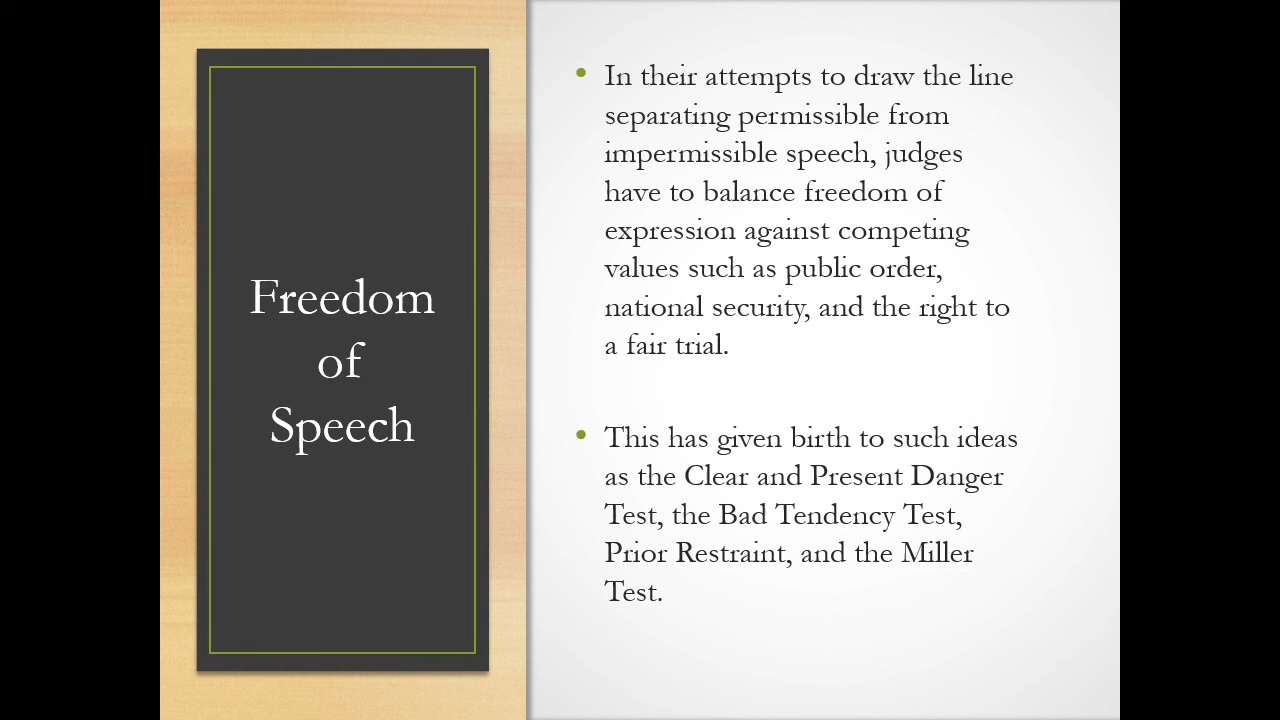 Freedom
of
Speech
• In their attempts to draw the line
separating permissible from
impermissible speech, judges
have to balance freedom of
expression against competing
values such as public order,
national security, and the right to
a fair trial.
• This has given birth to such ideas
as the Clear and Present Danger
Test, the Bad Tendency Test,
Prior Restraint, and the Miller
Test.